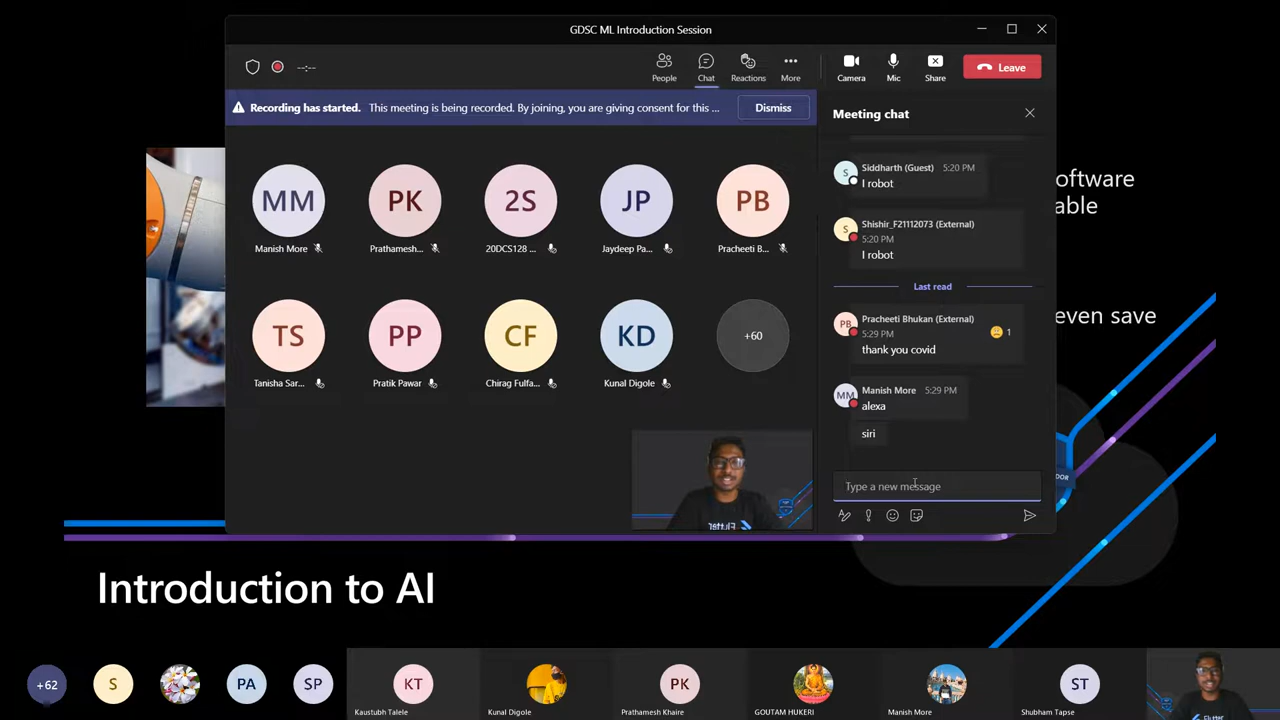 GDSC ML Introduction Session
--:--
People
Chat
Reactions
More
Camera
Mic
Share
Leave
Recording has started. This meeting is being recorded. By joining, you are giving consent for this ...
Dismiss
MM
PK
2S
JP
PB
Manish More
Prathamesh...
20DCS128 ...
Jaydeep Pa...
Pracheeti B...
TS
PP
CF
KD
+60
Tanisha Sar...
Pratik Pawar
Chirag Fulfa...
Kunal Digole
Flutter
Meeting chat
S
Siddharth (Guest) 5:20 PM
I robot
S
Shishir_F21112073 (External)
5:20 PM
I robot
Last read
PB
Pracheeti Bhukan (External)
5:29 PM
1
thank you covid
MM
Manish More 5:29 PM
alexa
siri
Type a new message
oftware
able
even save
DOR
Introduction to AI
+62
S
PA
SP
KT
PK
ST
Kaustubh Talele
Kunal Digole
Prathamesh Khaire
GOUTAM HUKERI
Manish More
Shubham Tapse